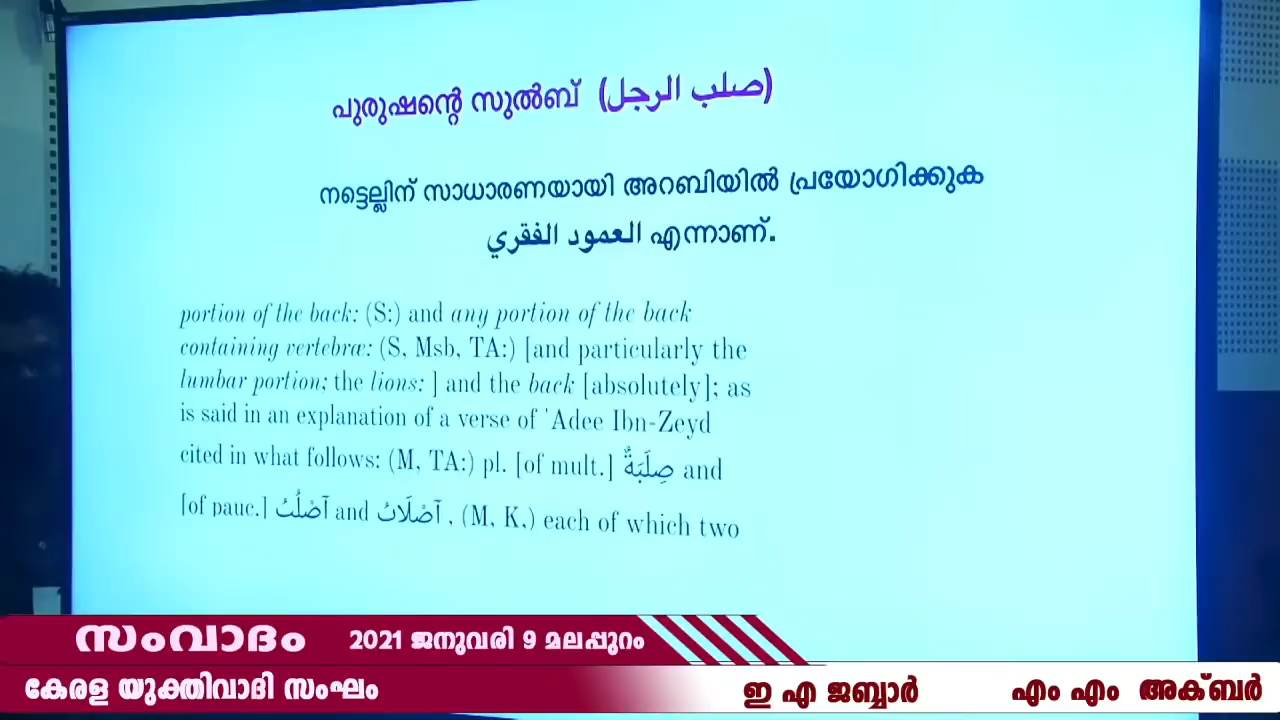 പുരുഷന്റെ സുൽബ് (صلب الرجل)
നട്ടെല്ലിന് സാധാരണയായി അറബിയിൽ പ്രയോഗിക്കുക
العمود الفقري എന്നാണ്.
portion of the back: (S:) and any portion of the back
containing vertebræ: (S, Msb, TA:) [and particularly the
lumbar portion; the lions: ] and the back [absolutely]; as
is said in an explanation of a verse of 'Adee Ibn-Zeyd
cited in what follows: (M, TA:) pl. [of mult.] صِلَبَةٌ and
[of pauc.] آصْلُبٌ and آصْلَابٌ , (M, K,) each of which two
സംവാദം 2021 ജനുവരി 9 മലപ്പുറം
കേരള യുക്തിവാദി സംഘം
ഇ എ ജബ്ബാർ എം എം അക്ബർ